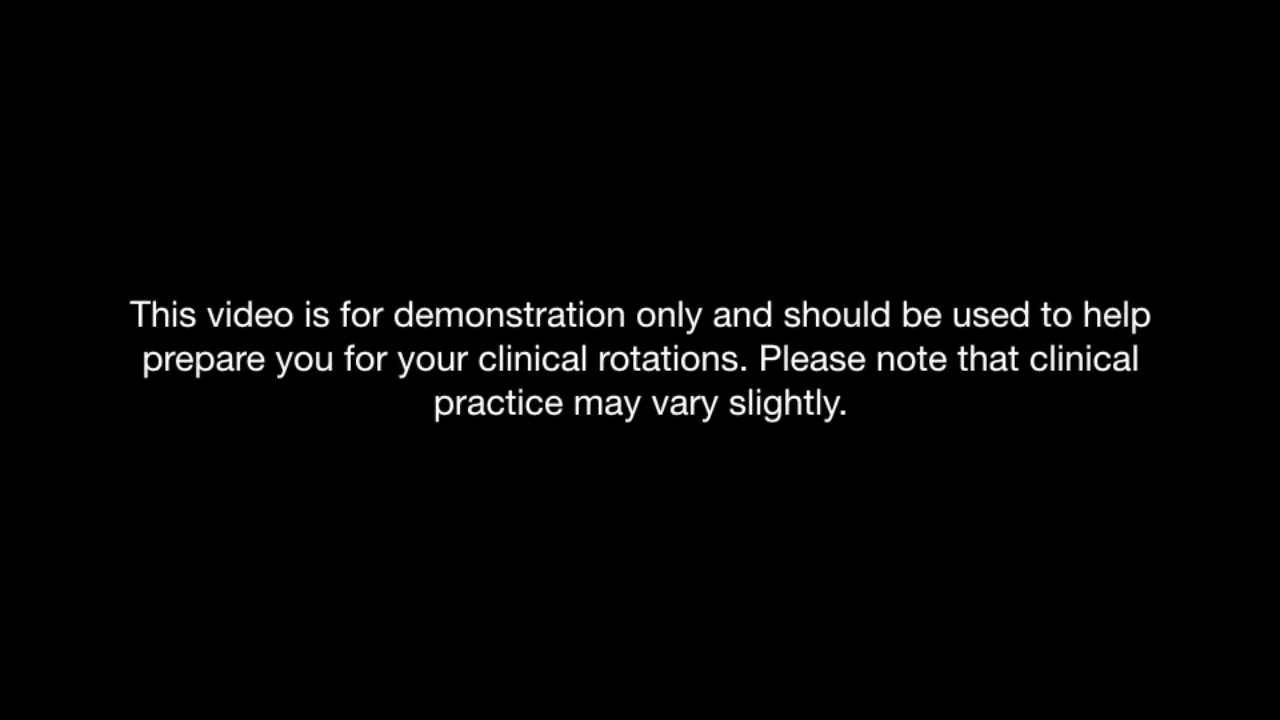 This video is for demonstration only and should be used to help
prepare you for your clinical rotations. Please note that clinical
practice may vary slightly.